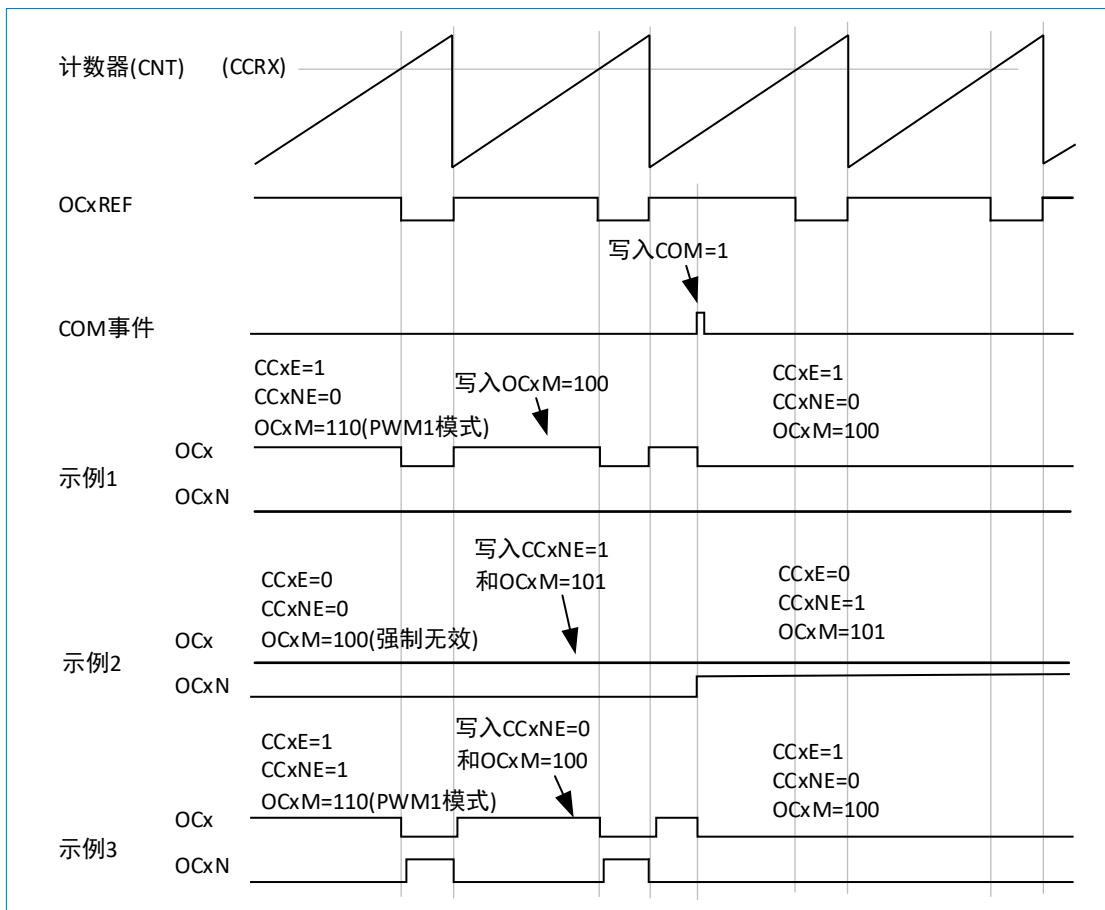 计数器(CNT) (CCRX)
OCxREF
写入COM=1
COM事件
CCxE=1
CCxNE=0
OCxM=110(PWM1模式)
写入OCxM=100
CCxE=1
CCxNE=0
OCxM=100
示例1
OCx
OCxN
写入CCxNE=1
和OCxM=101
CCxE=0
CCxNE=0
OCxM=100(强制无效)
CCxE=0
CCxNE=1
OCxM=101
示例2
OCx
OCxN
写入CCxNE=0
和OCxM=100
CCxE=1
CCxNE=1
OCxM=110(PWM1模式)
CCxE=1
CCxNE=0
OCxM=100
示例3
OCx
OCxN